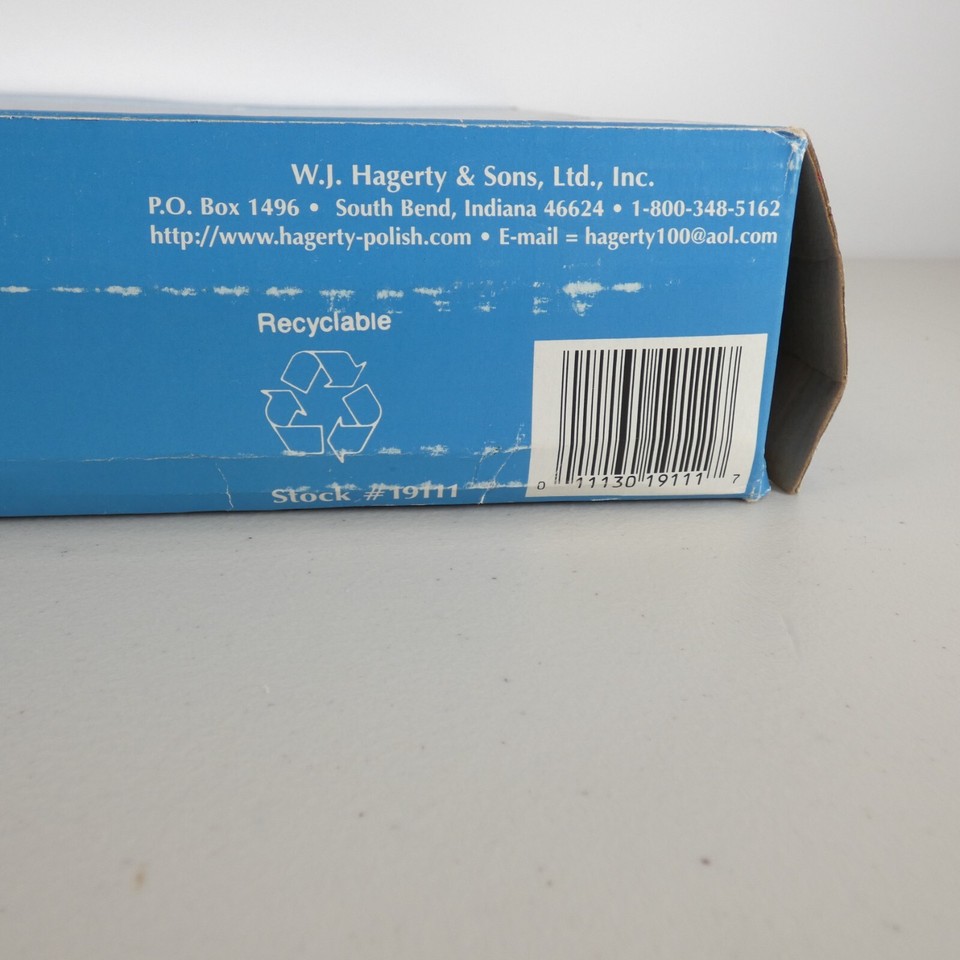 W.J. Hagerty & Sons, Ltd., Inc.
P.O. Box 1496 • South Bend, Indiana 46624 • 1-800-348-5162
http://www.hagerty-polish.com • E-mail = hagerty100@aol.com
Recyclable
Stock #19111
0 11130 19111 7